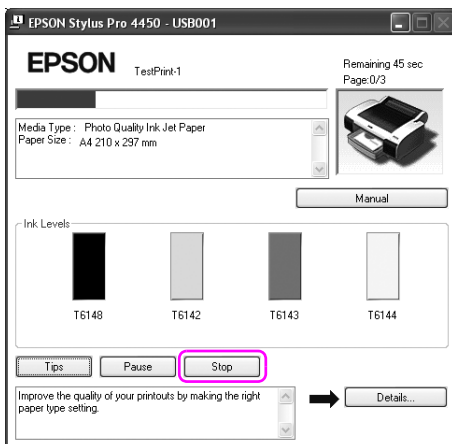 EPSON Stylus Pro 4450 - USB001
EPSON
TestPrint-1
Remaining 45 sec
Page:0/3
Media Type : Photo Quality Ink Jet Paper
Paper Size : A4 210 x 297 mm
Manual
Ink Levels
T6148 T6142 T6143 T6144
Tips Pause Stop
Improve the quality of your printouts by making the right
paper type setting.
Details...